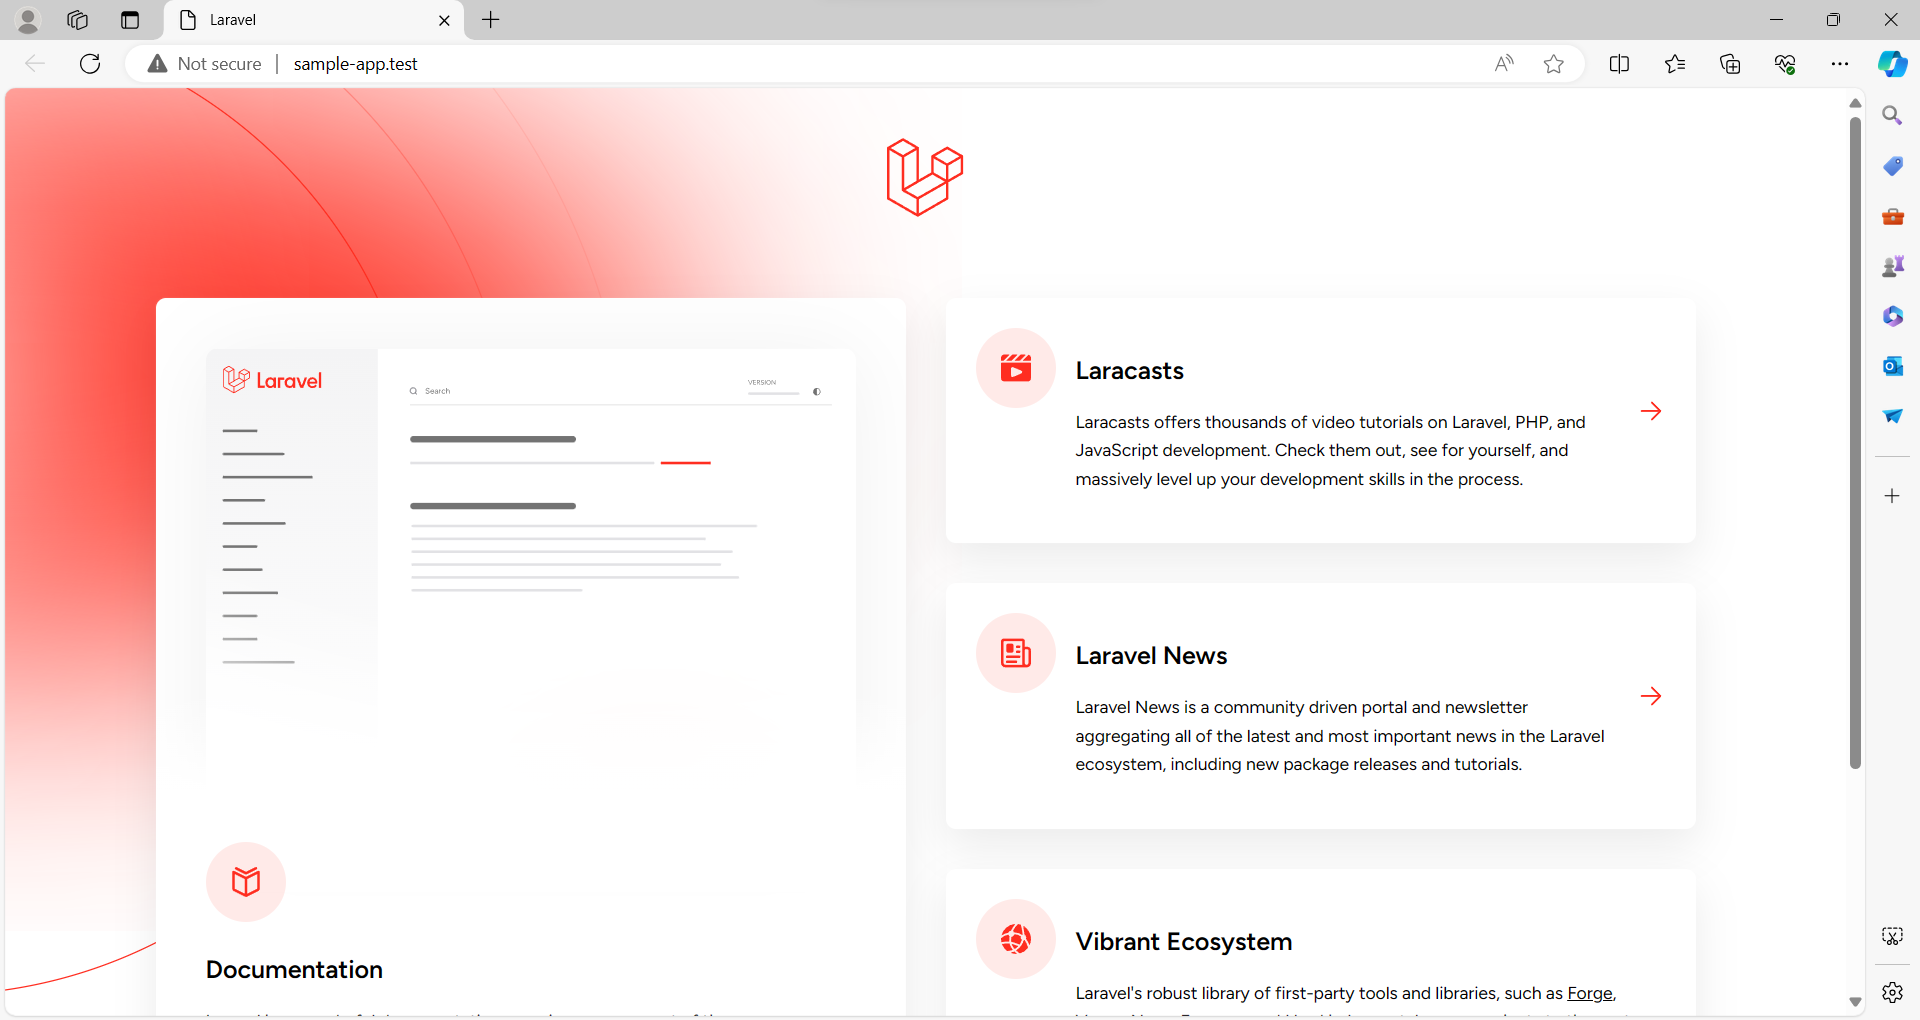 Laravel
Not secure
sample-app.test
Laravel
Search
VERSION
Documentation
Laracasts
Laracasts offers thousands of video tutorials on Laravel, PHP, and
JavaScript development. Check them out, see for yourself, and
massively level up your development skills in the process.
Laravel News
Laravel News is a community driven portal and newsletter
aggregating all of the latest and most important news in the Laravel
ecosystem, including new package releases and tutorials.
Vibrant Ecosystem
Laravel's robust library of first-party tools and libraries, such as Forge,